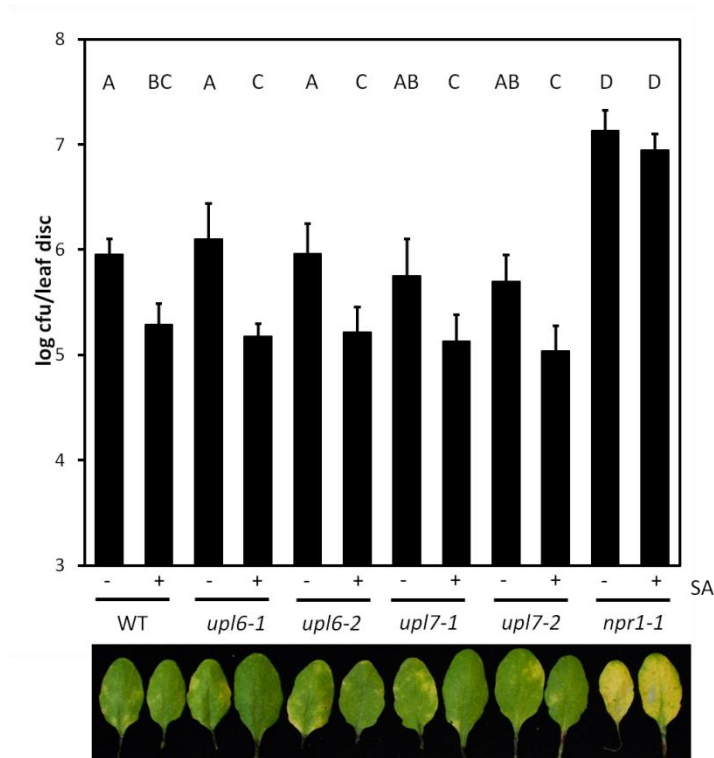 log cfu/leaf disc
8
7
6
5
4
3
A BC A C A C AB C AB C D D
- + - + - + - + - + - + SA
WT upl6-1 upl6-2 upl7-1 upl7-2 npr1-1